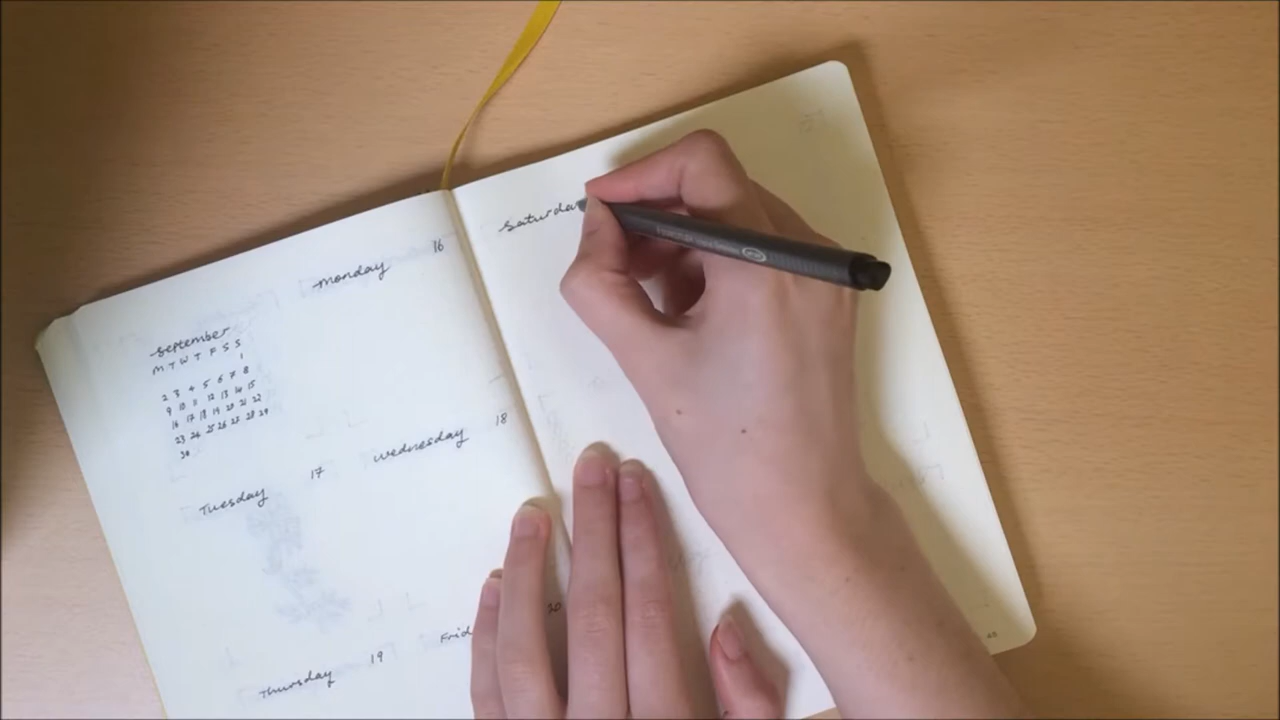 16
monday
september
M T W T F S S
1
2 3 4 5 6 7 8
9 10 11 12 13 14 15
16 17 18 19 20 21 22
23 24 25 26 27 28 29
30
18
wednesday
17
Tuesday
20
Frid
19
Thursday
saturda